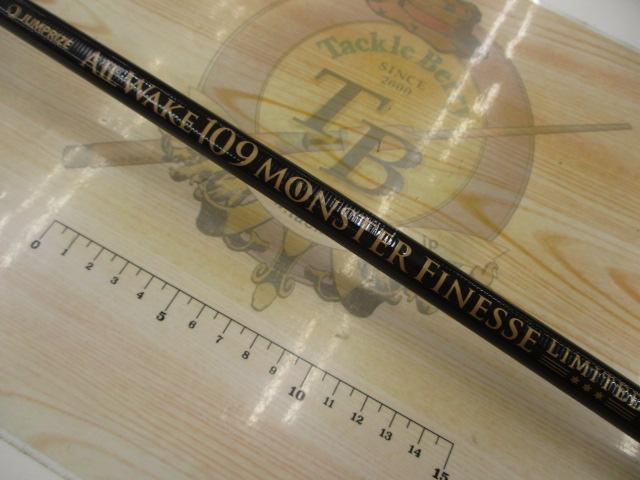 JUMPRIZE ALL WAKE 109 MONSTER FINESSE LIMITED
Tackle Berry
SINCE
2000
TB
0 1 2 3 4 5 6 7 8 9 10 11 12 13 14 15